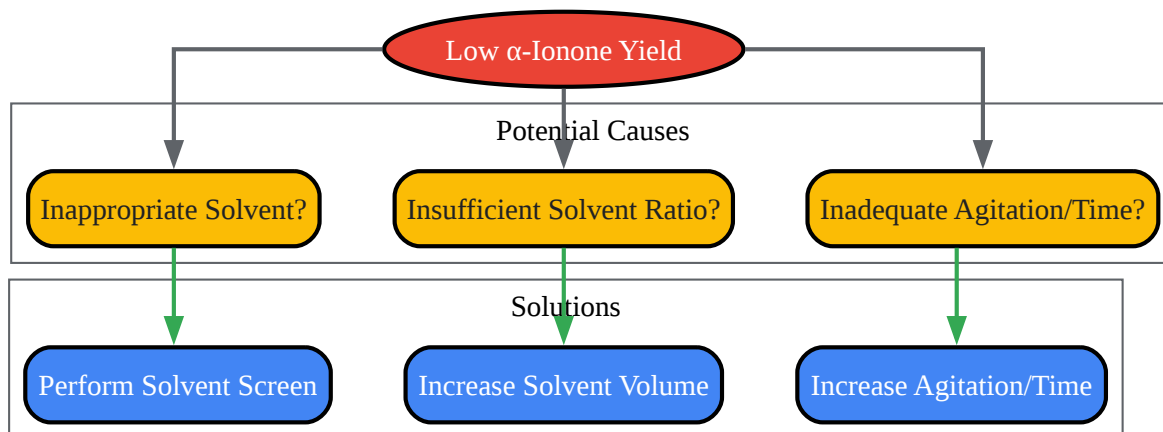 Low α-Ionone Yield
Potential Causes
Inappropriate Solvent?
Insufficient Solvent Ratio?
Inadequate Agitation/Time?
Solutions
Perform Solvent Screen
Increase Solvent Volume
Increase Agitation/Time